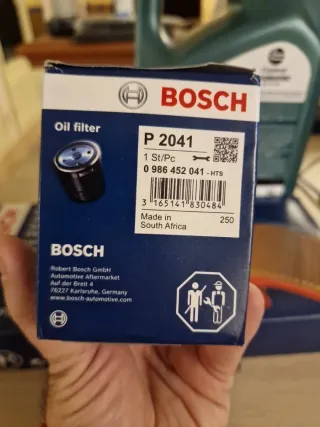 BOSCH
Oil filter
P 2041
1 St/Pc
0 986 452 041 - HTS
3 165141 830484
Made in
South Africa
250
BOSCH
Robert Bosch GmbH
Automotive Aftermarket
Auf der Breit 4
76227 Karlsruhe, Germany
www.bosch-automotive.com